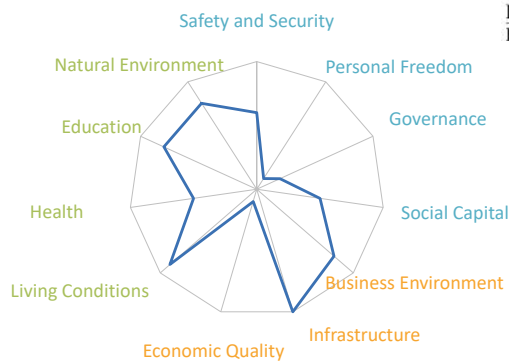 Safety and Security
Natural Environment
Personal Freedom
Education
Governance
Health
Social Capital
Living Conditions
Business Environment
Infrastructure
Economic Quality